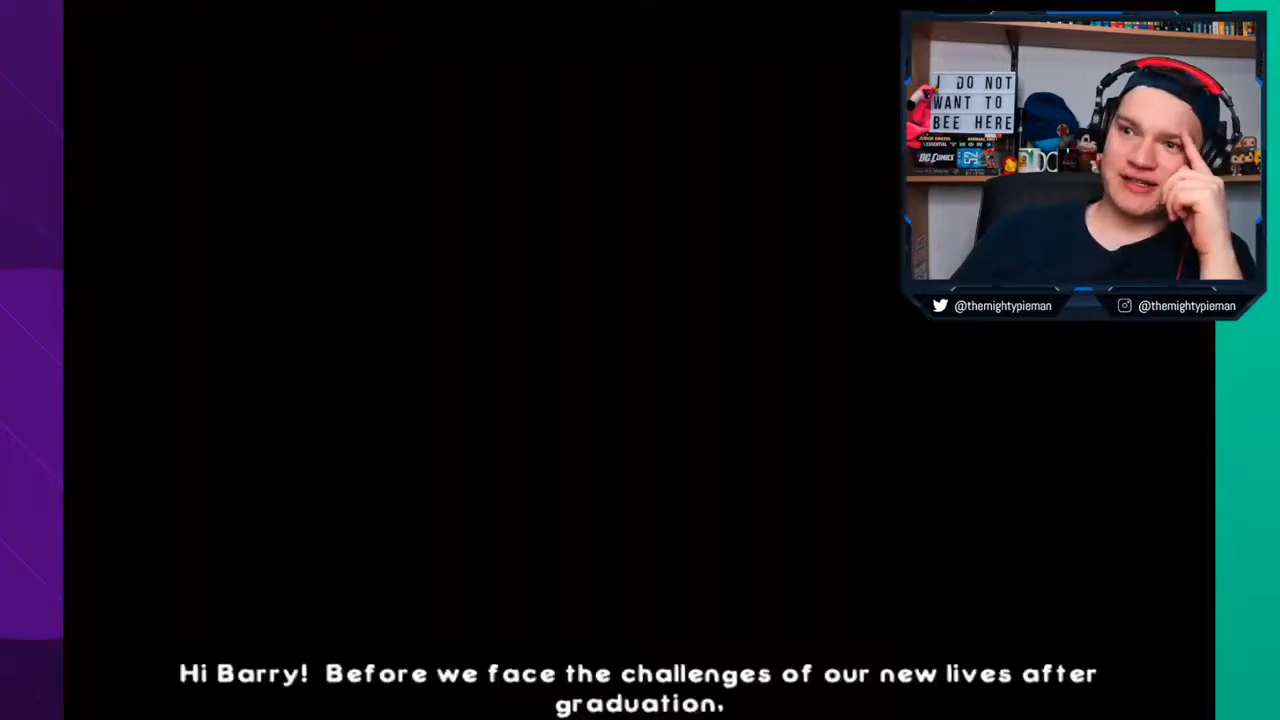 I DO NOT
WANT TO
BEE HERE
DC COMICS
52
@themightypieman
@themightypieman
Hi Barry!  Before we face the challenges of our new lives after
graduation,